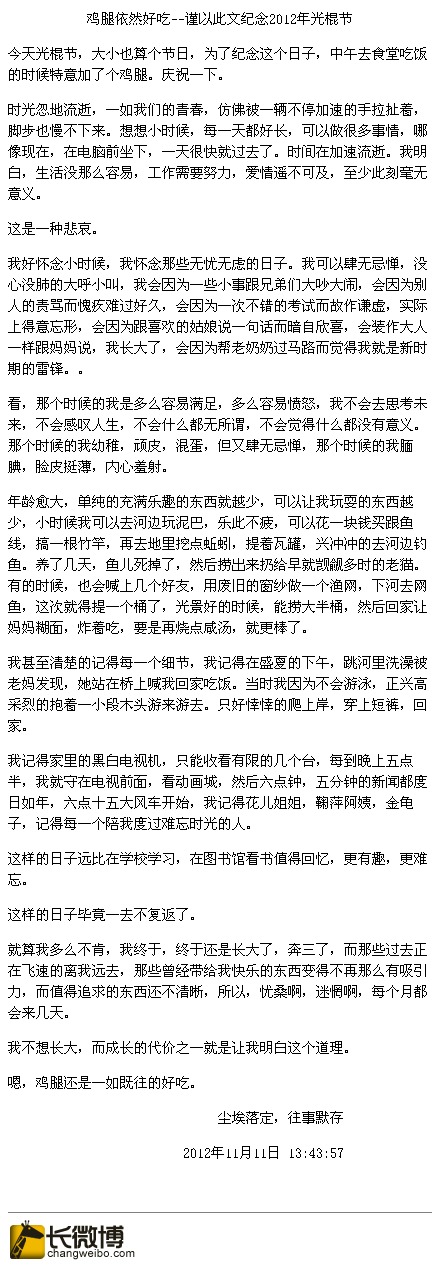 鸡腿依然好吃--谨以此文纪念2012年光棍节
今天光棍节，大小也算个节日，为了纪念这个日子，中午去食堂吃饭
的时候特意加了个鸡腿。庆祝一下。
时光忽地流逝，一如我们的青春，仿佛被一辆不停加速的手拉扯着，
脚步也慢不下来。想想小时候，每一天都好长，可以做很多事情，哪
像现在，在电脑前坐下，一天很快就过去了。时间在加速流逝。我明
白，生活没那么容易，工作需要努力，爱情遥不可及，至少此刻毫无
意义。
这是一种悲哀。
我好怀念小时候，我怀念那些无忧无虑的日子。我可以肆无忌惮，没
心没肺的大呼小叫，我会因为一些小事跟兄弟们大吵大闹，会因为别
人的责骂而愧疚难过好久，会因为一次不错的考试而故作谦虚，实际
上得意忘形，会因为跟喜欢的姑娘说一句话而暗自欣喜，会装作大人
一样跟妈妈说，我长大了，会因为帮老奶奶过马路而觉得我就是新时
期的雷锋。。
看，那个时候的我是多么容易满足，多么容易愤怒，我不会去思考未
来，不会感叹人生，不会什么都无所谓，不会觉得什么都没有意义。
那个时候的我幼稚，顽皮，混蛋，但又肆无忌惮，那个时候的我腼
腆，脸皮挺薄，内心羞射。
年龄愈大，单纯的充满乐趣的东西就越少，可以让我玩耍的东西越
少，小时候我可以去河边玩泥巴，乐此不疲，可以花一块钱买跟鱼
线，搞一根竹竿，再去地里挖点蚯蚓，提着瓦罐，兴冲冲的去河边钓
鱼。养了几天，鱼儿死掉了，然后捞出来扔给早就觊觎多时的老猫。
有的时候，也会喊上几个好友，用废旧的窗纱做一个渔网，下河去网
鱼，这次就得提一个桶了，光景好的时候，能捞大半桶，然后回家让
妈妈糊面，炸着吃，要是再烧点咸汤，就更棒了。
我甚至清楚的记得每一个细节，我记得在盛夏的下午，跳河里洗澡被
老妈发现，她站在桥上喊我回家吃饭。当时我因为不会游泳，正兴高
采烈的抱着一小段木头游来游去。只好悻悻的爬上岸，穿上短裤，回
家。
我记得家里的黑白电视机，只能收看有限的几个台，每到晚上五点
半，我就守在电视前面，看动画城，然后六点钟，五分钟的新闻都度
日如年，六点十五大风车开始，我记得花儿姐姐，鞠萍阿姨，金龟
子，记得每一个陪我度过难忘时光的人。
这样的日子远比在学校学习，在图书馆看书值得回忆，更有趣，更难
忘。
这样的日子毕竟一去不复返了。
就算我多么不肯，我终于，终于还是长大了，奔三了，而那些过去正
在飞速的离我远去，那些曾经带给我快乐的东西变得不再那么有吸引
力，而值得追求的东西还不清晰，所以，忧桑啊，迷惘啊，每个月都
会来几天。
我不想长大，而成长的代价之一就是让我明白这个道理。
嗯，鸡腿还是一如既往的好吃。
尘埃落定，往事默存
2012年11月11日 13:43:57
长微博
changweibo.com